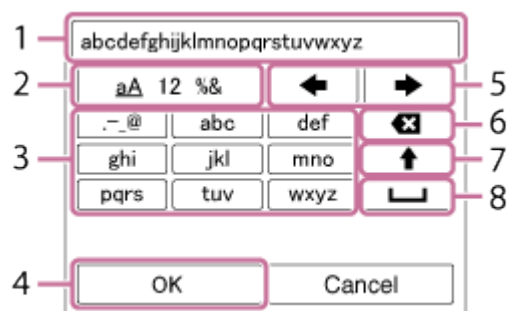 1 abcdefghijklmnopqrstuvwxyz
2 aA 12 %& 5
.-_@ abc def 6
3 ghi jkl mno 7
pqrs tuv wxyz 8
4 OK Cancel